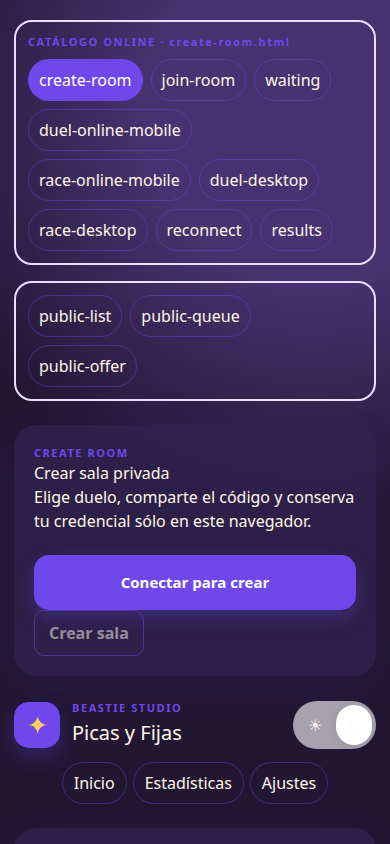 CATÁLOGO ONLINE · create-room.html
create-room join-room waiting
duel-online-mobile
race-online-mobile duel-desktop
race-desktop reconnect results
public-list public-queue
public-offer
CREATE ROOM
Crear sala privada
Elige duelo, comparte el código y conserva
tu credencial sólo en este navegador.
Conectar para crear
Crear sala
BEASTIE STUDIO
Picas y Fijas
Inicio Estadísticas Ajustes